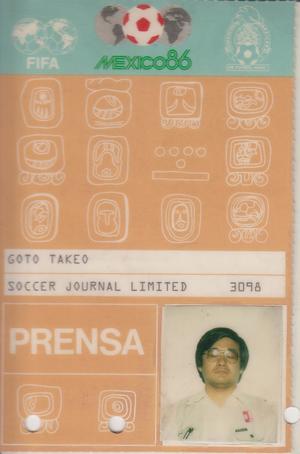 FIFA
MEXICO86
GOTO TAKEO
SOCCER JOURNAL LIMITED 3098
PRENSA